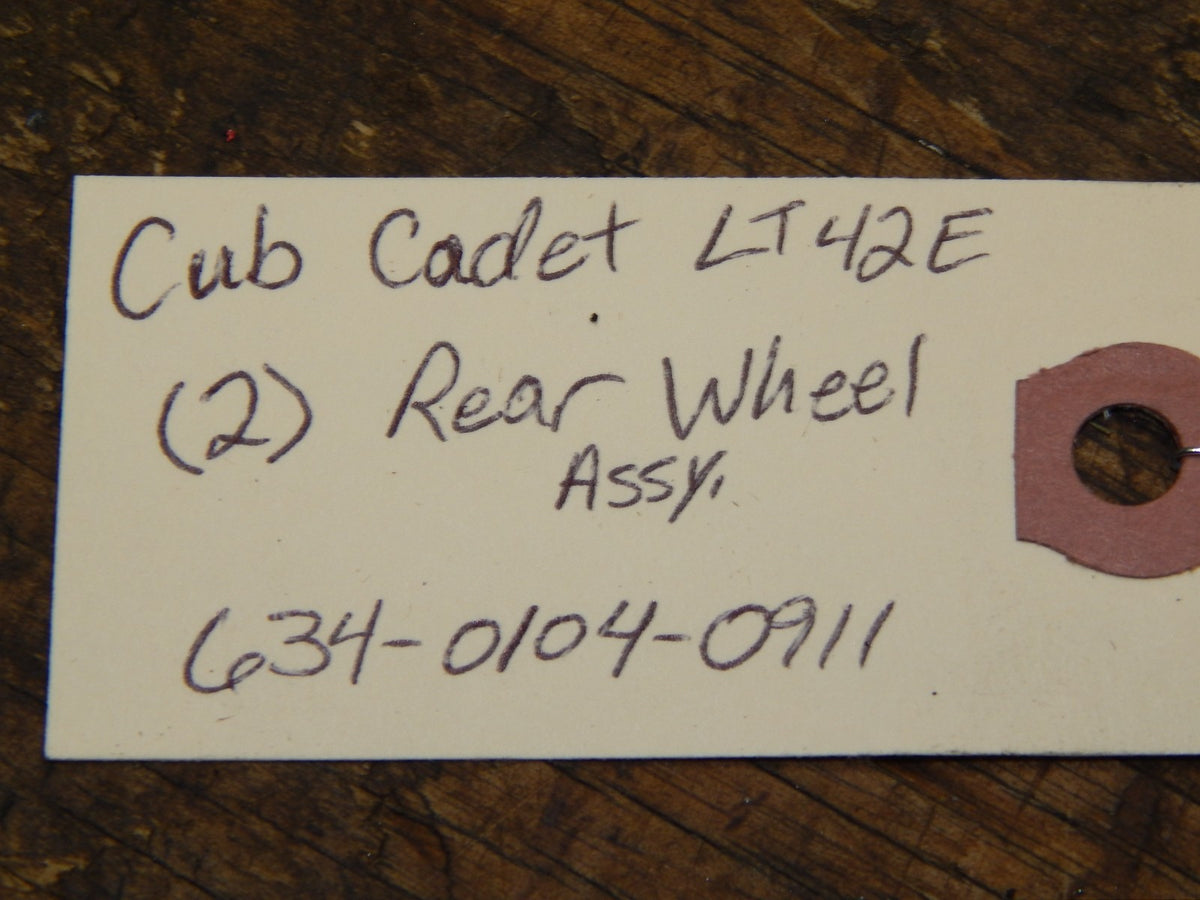 Cub Cadet LT42E
(2) Rear Wheel
Assy.
634-0104-0911